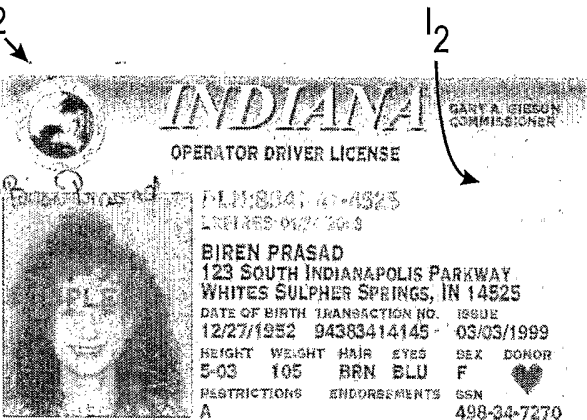 2
I2
INDIANA
GARY A. GIBSON
COMMISSIONER
OPERATOR DRIVER LICENSE
BIREN PRASAD
123 SOUTH INDIANAPOLIS PARKWAY
WHITES SULPHER SPRINGS, IN 14525
DATE OF BIRTH TRANSACTION NO. ISSUE
12/27/1952 94383414145 03/03/1999
HEIGHT WEIGHT HAIR EYES SEX DONOR
5-03 105 BRN BLU F
RESTRICTIONS ENDORSEMENTS SSN
A 498-34-7270